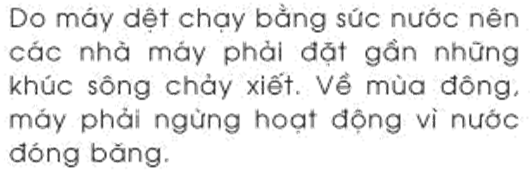 Do máy dệt chạy bằng sức nước nên
các nhà máy phải đặt gần những
khúc sông chảy xiết. Về mùa đông,
máy phải ngừng hoạt động vì nước
đóng băng.